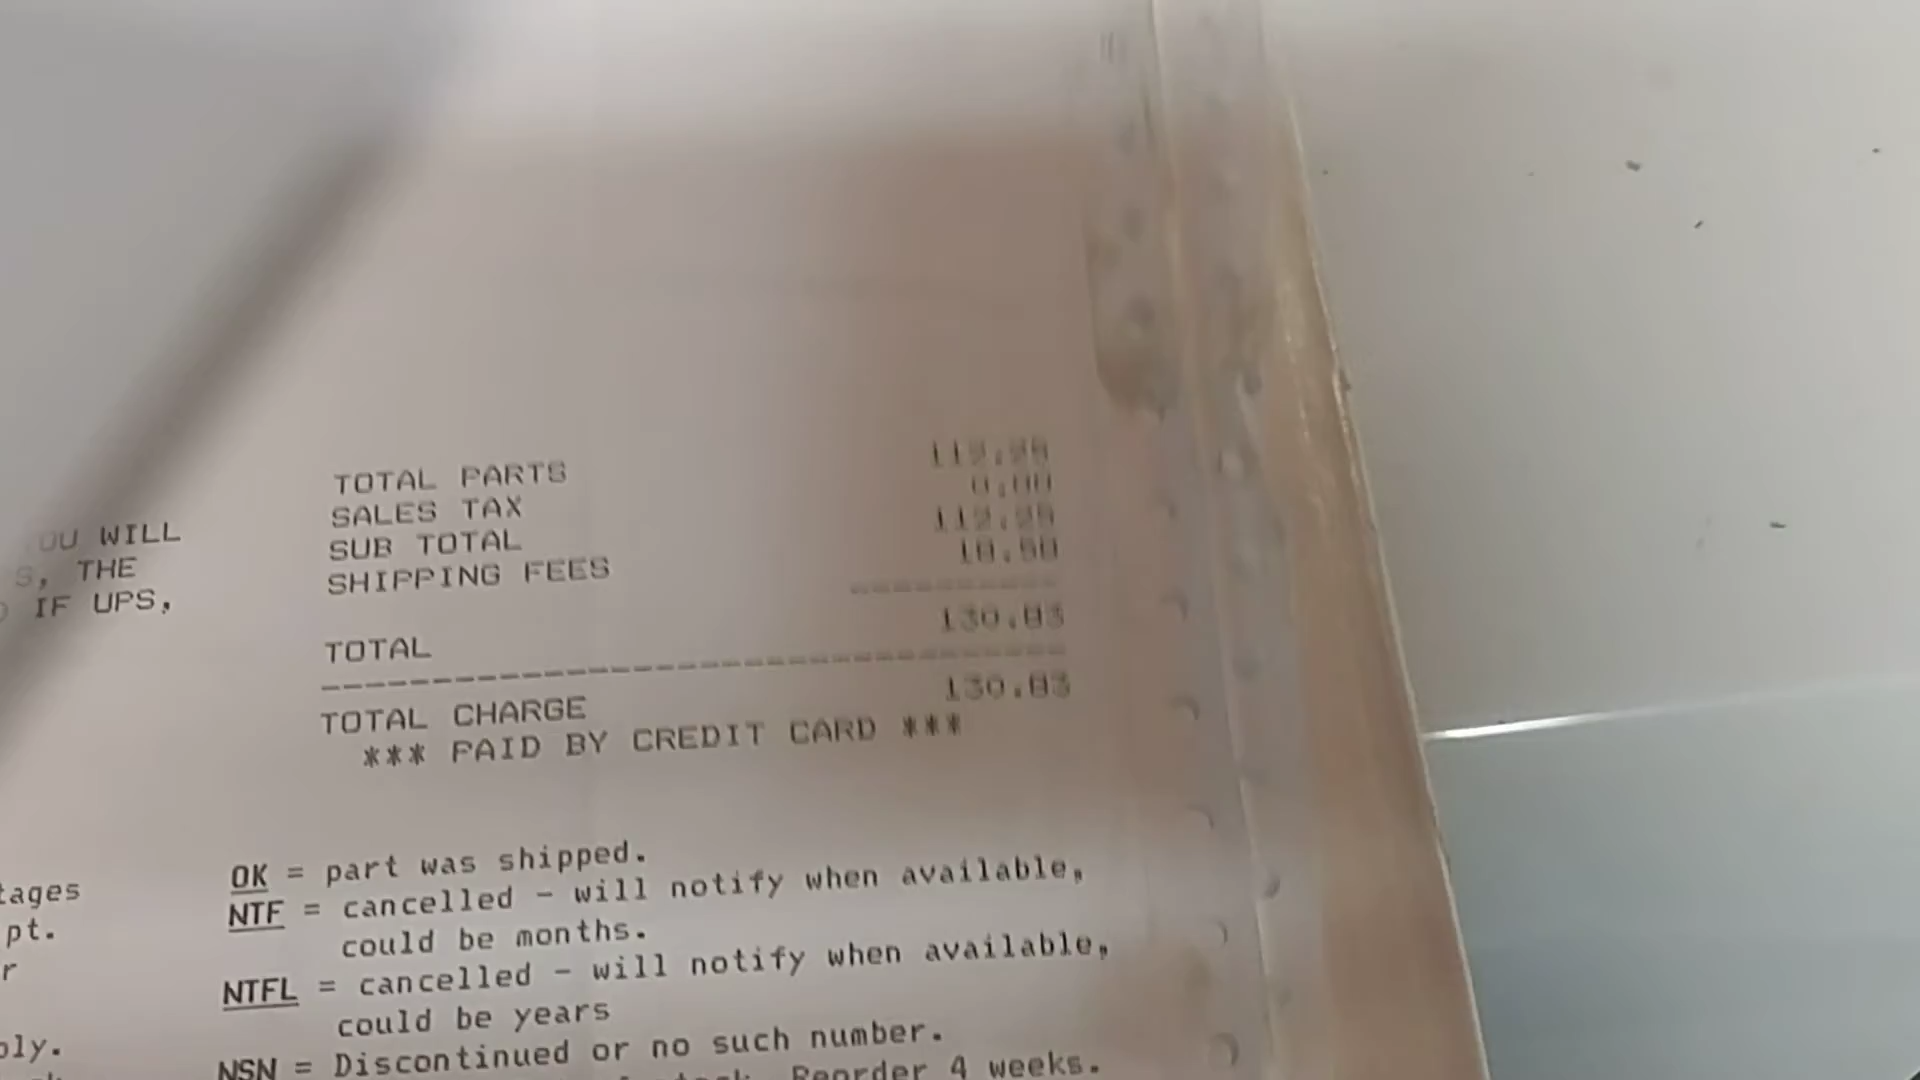 TOTAL PARTS
SALES TAX
SUB TOTAL
SHIPPING FEES
OU WILL
S, THE
IF UPS,
TOTAL 130.83
TOTAL CHARGE 130.83
*** PAID BY CREDIT CARD ***
OK = part was shipped.
NTF = cancelled - will notify when available,
could be months.
NTFL = cancelled - will notify when available,
could be years
NSN = Discontinued or no such number.
Reorder 4 weeks.
tages
pt.
r
ply.